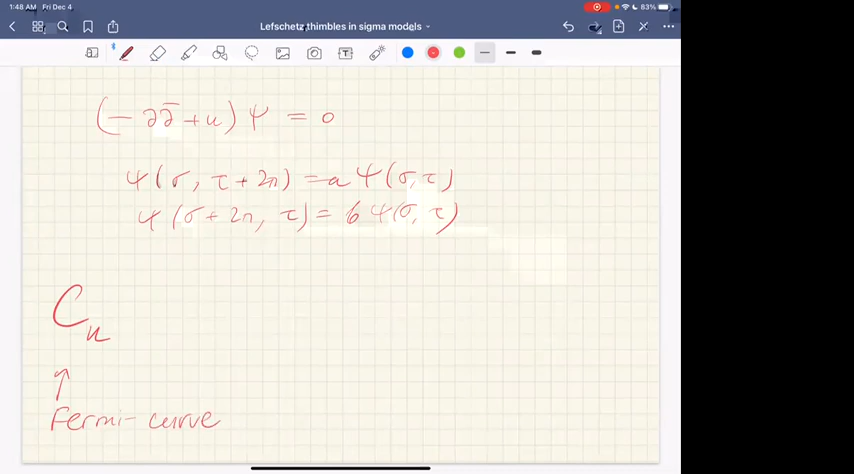 1:48 AM Fri Dec 4
83%
Lefschetz thimbles in sigma models
(-∂∂̄+u)Ψ = 0
Ψ(σ, τ+2π) = a Ψ(σ,τ)
Ψ(σ+2π, τ) = b Ψ(σ, τ)
C_u
↑
Fermi-curve